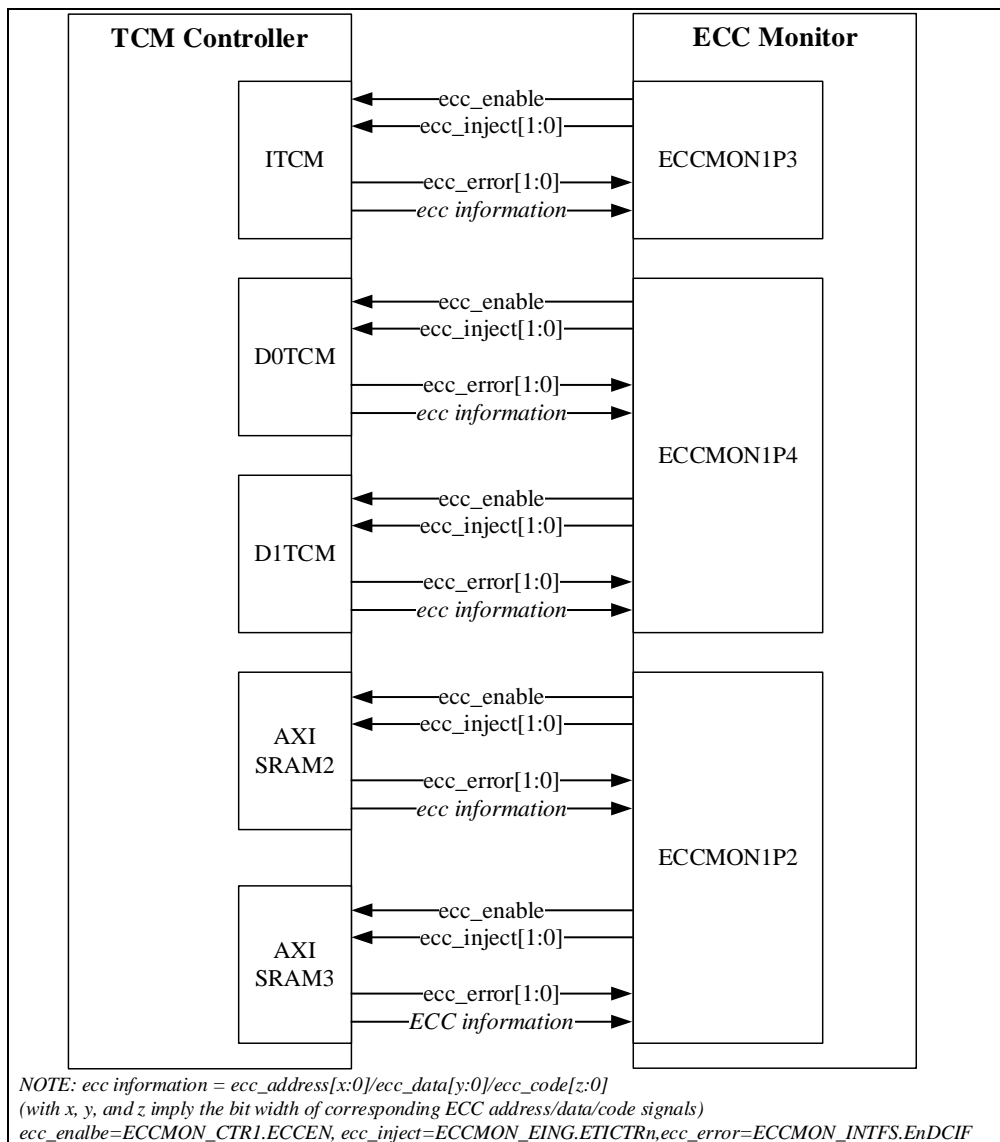 TCM Controller
ECC Monitor
ITCM
ecc_enable
ecc_inject[1:0]
ecc_error[1:0]
ecc information
ECCMON1P3
D0TCM
ecc_enable
ecc_inject[1:0]
ecc_error[1:0]
ecc information
ECCMON1P4
D1TCM
ecc_enable
ecc_inject[1:0]
ecc_error[1:0]
ecc information
AXI
SRAM2
ecc_enable
ecc_inject[1:0]
ecc_error[1:0]
ecc information
ECCMON1P2
AXI
SRAM3
ecc_enable
ecc_inject[1:0]
ecc_error[1:0]
ECC information
NOTE: ecc information = ecc_address[x:0]/ecc_data[y:0]/ecc_code[z:0]
(with x, y, and z imply the bit width of corresponding ECC address/data/code signals)
ecc_enalbe=ECCMON_CTR1.ECCEN, ecc_inject=ECCMON_EING.ETICTRn,ecc_error=ECCMON_INTFS,EnDCIF